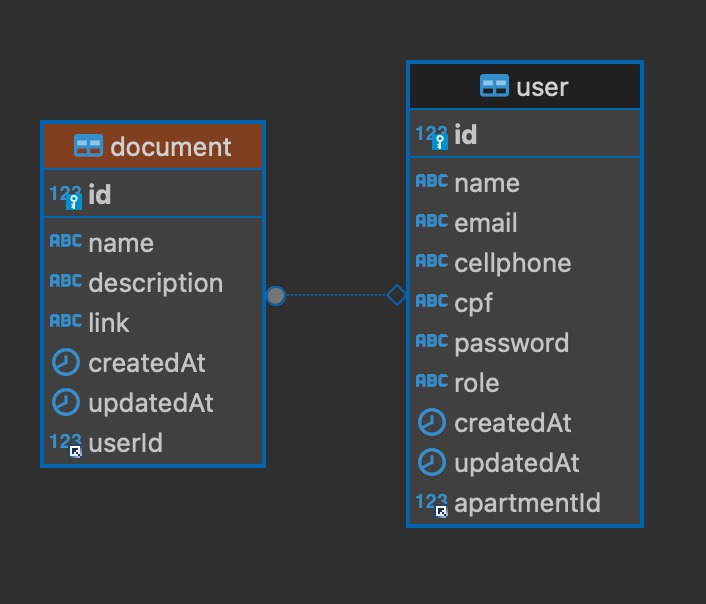 document
123 id
ABC name
ABC description
ABC link
createdAt
updatedAt
123 userId
user
123 id
ABC name
ABC email
ABC cellphone
ABC cpf
ABC password
ABC role
createdAt
updatedAt
123 apartmentId